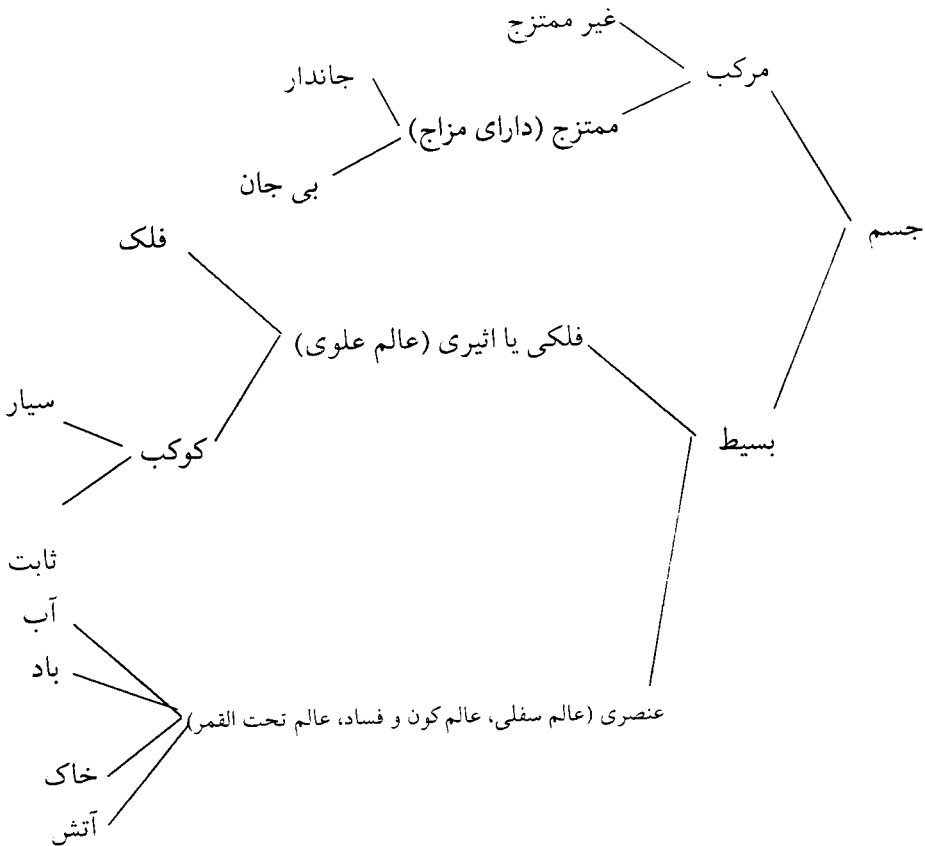 غیر ممتزج
مرکب
جاندار
ممتزج (دارای مزاج)
بی جان
جسم
فلک
فلکی یا اثیری (عالم علوی)
سیار
بسیط
کوکب
ثابت
آب
باد
عنصری (عالم سفلی، عالم کون و فساد، عالم تحت القمر)
خاک
آتش